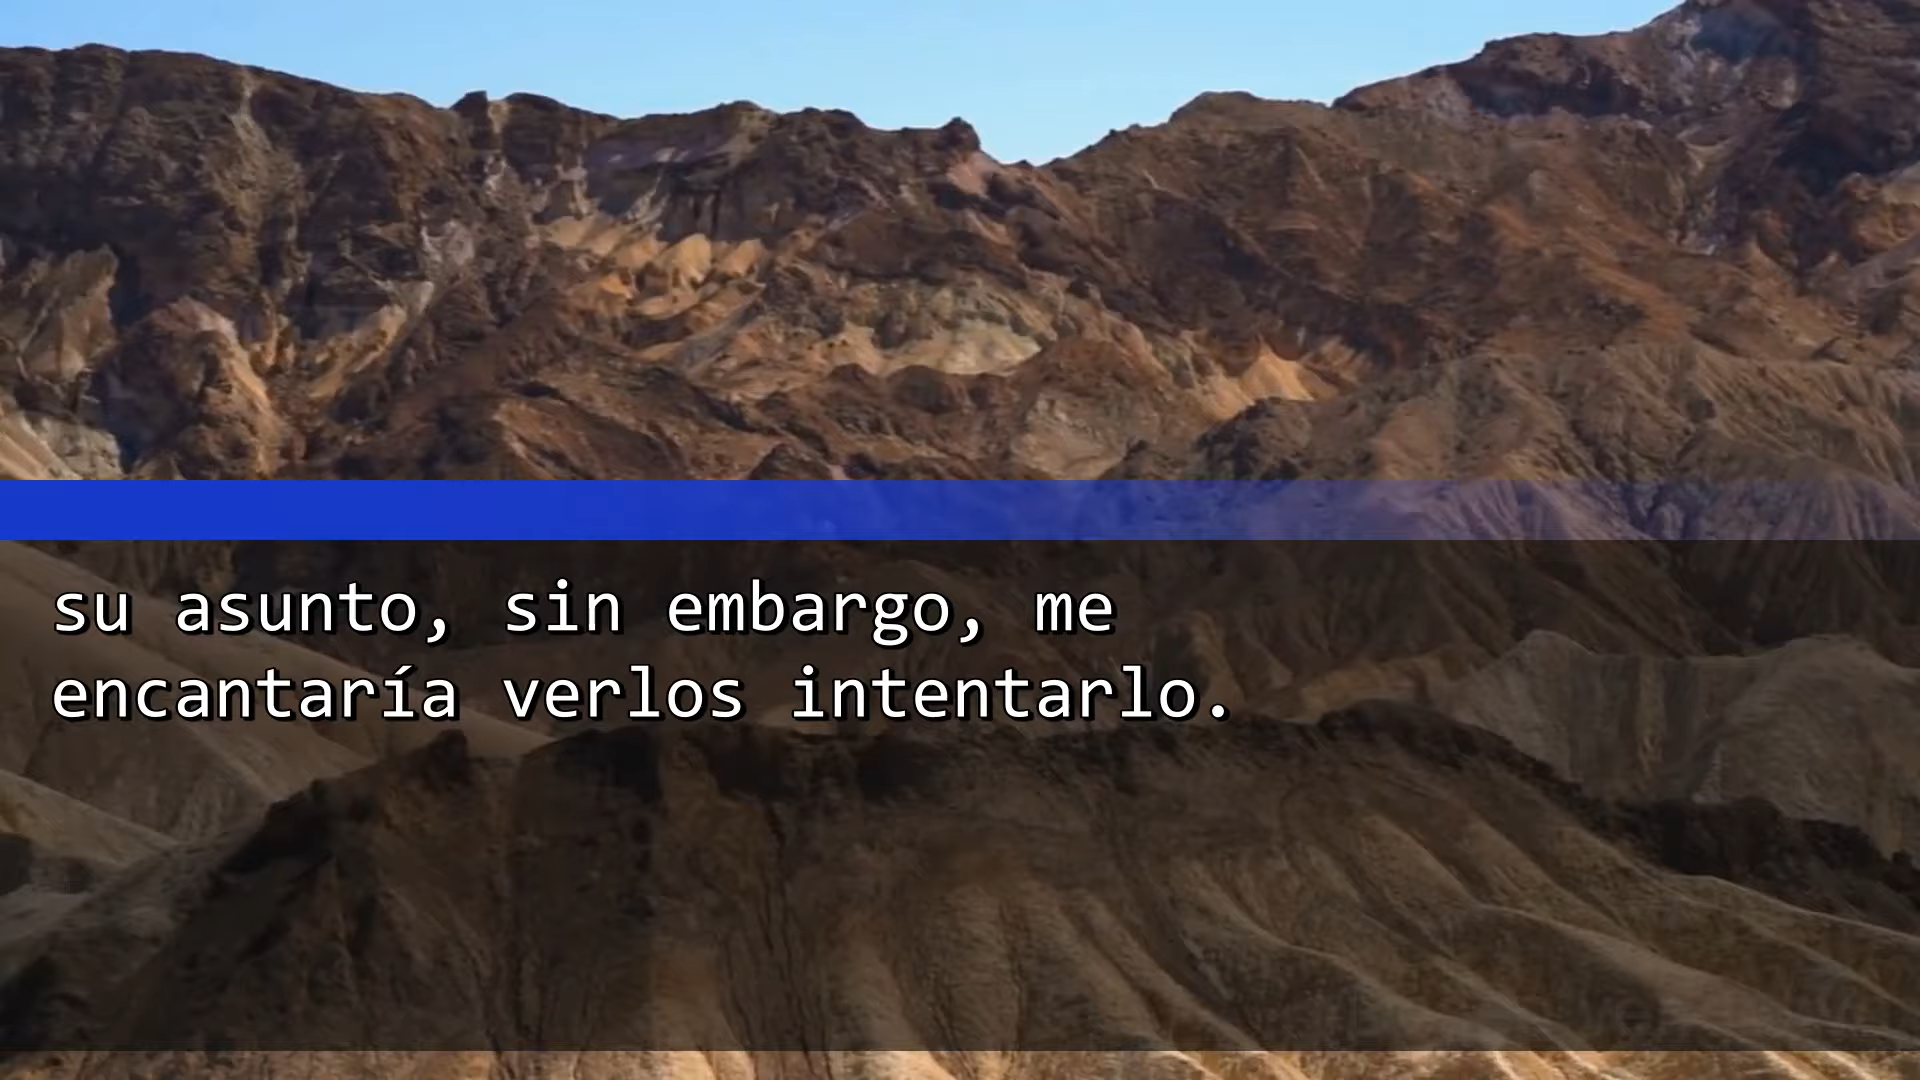 su asunto, sin embargo, me
encantaría verlos intentarlo.